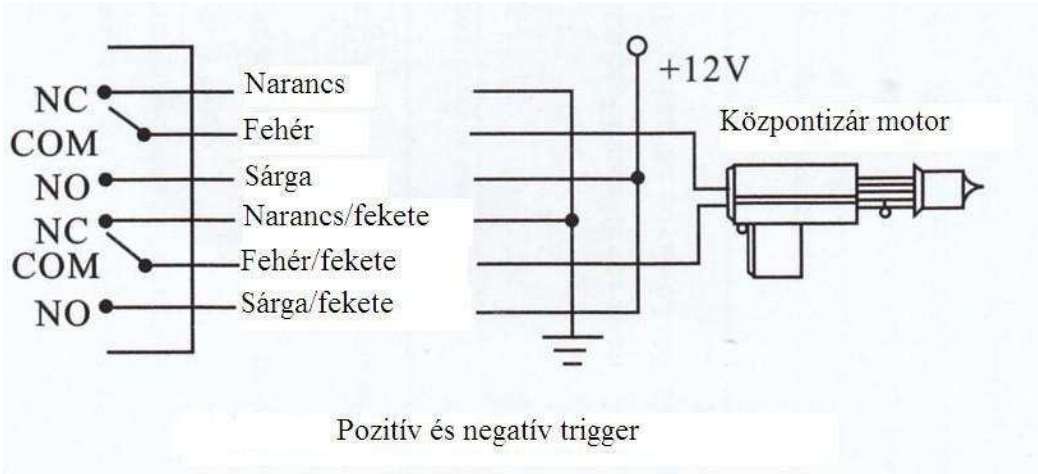 NC
Narancs
COM
Fehér
NO
Sárga
NC
Narancs/fekete
COM
Fehér/fekete
NO
Sárga/fekete
+12V
Központizár motor
Pozitív és negatív trigger